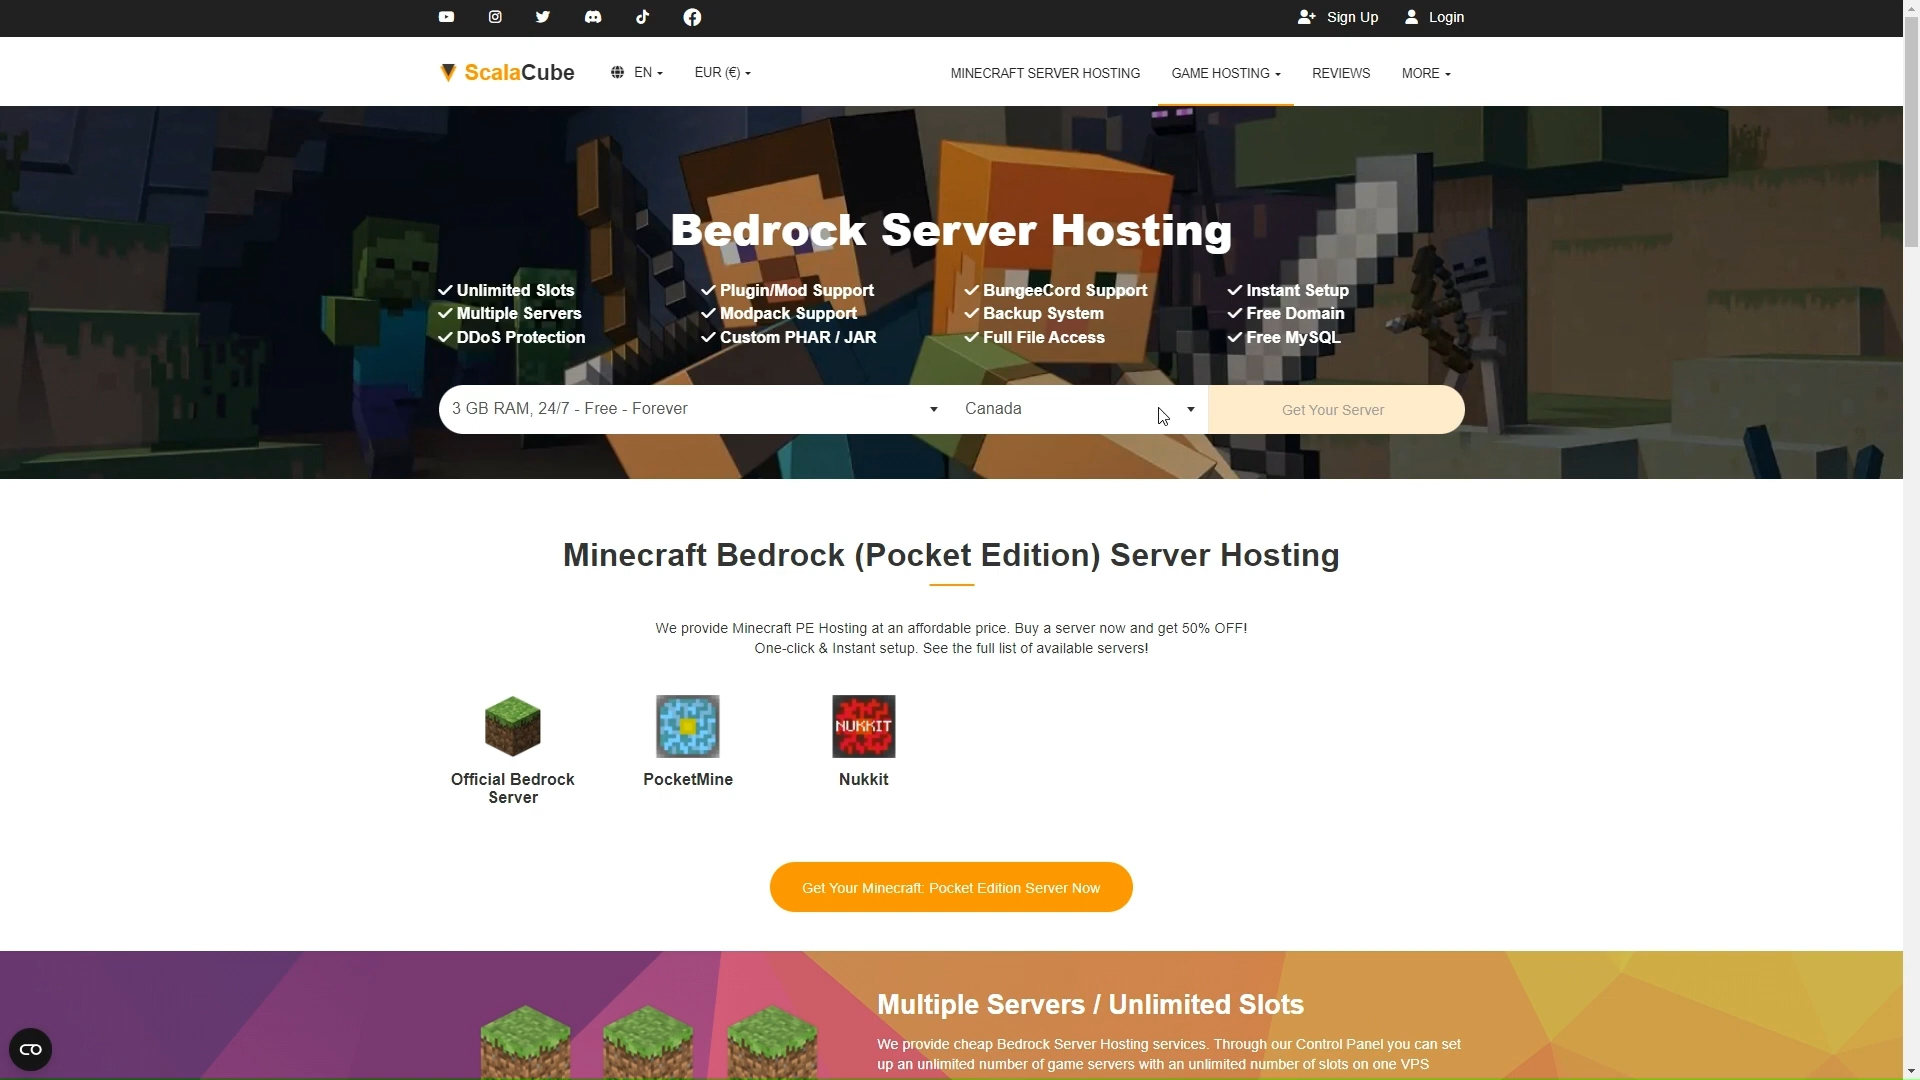 Sign Up
Login
ScalaCube
EN
EUR (€)
MINECRAFT SERVER HOSTING
GAME HOSTING
REVIEWS
MORE
Bedrock Server Hosting
Unlimited Slots
Multiple Servers
DDoS Protection
Plugin/Mod Support
Modpack Support
Custom PHAR / JAR
BungeeCord Support
Backup System
Full File Access
Instant Setup
Free Domain
Free MySQL
3 GB RAM, 24/7 - Free - Forever
Canada
Get Your Server
Minecraft Bedrock (Pocket Edition) Server Hosting
We provide Minecraft PE Hosting at an affordable price. Buy a server now and get 50% OFF!
One-click & Instant setup. See the full list of available servers!
NUKKIT
Official Bedrock
Server
PocketMine
Nukkit
Get Your Minecraft: Pocket Edition Server Now
Multiple Servers / Unlimited Slots
We provide cheap Bedrock Server Hosting services. Through our Control Panel you can set
up an unlimited number of game servers with an unlimited number of slots on one VPS